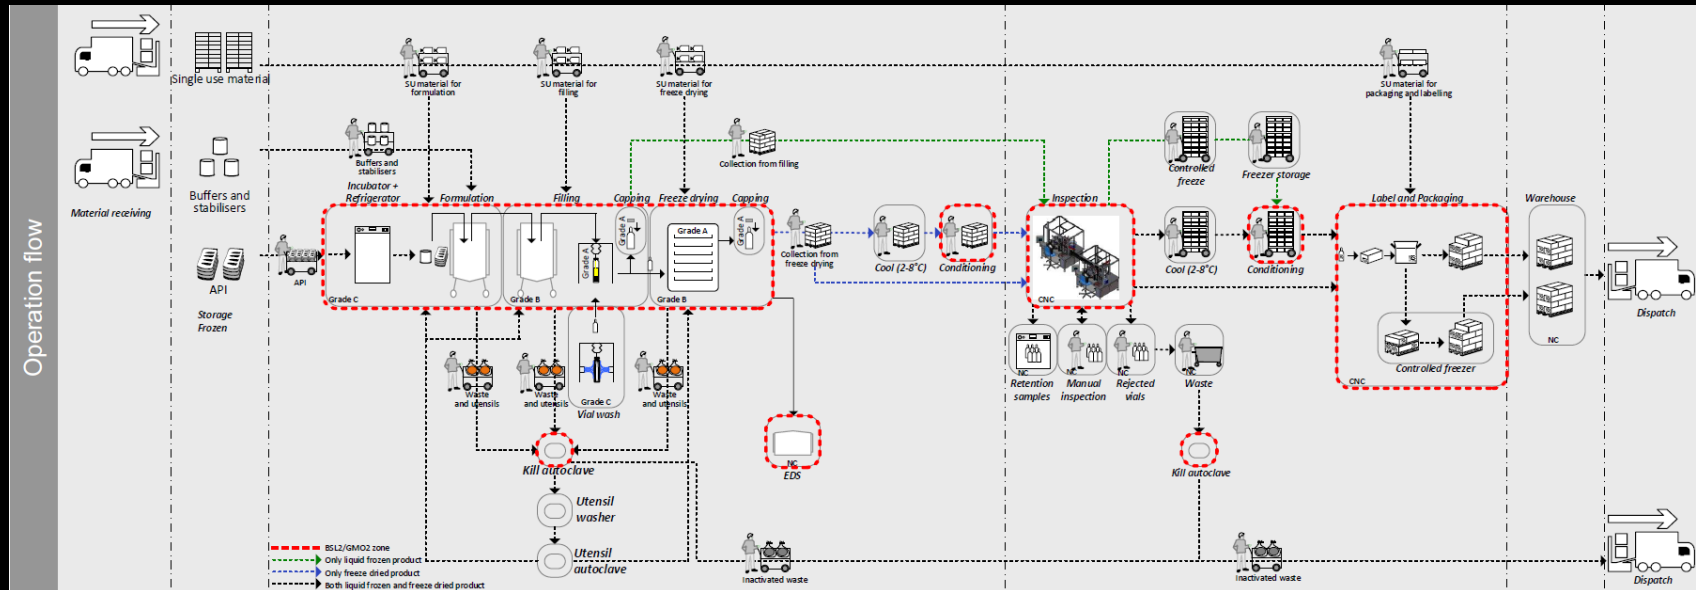 Operation flow
Single use material
SU material for
formulation
SU material for
filling
SU material for
freeze drying
SU material for
packaging and labelling
Material receiving
Buffers and
stabilisers
API
Storage
Frozen
Buffers and
stabilisers
API
Incubator +
Refrigerator
Formulation
Filling
Capping
Freeze drying
Capping
Grade A
Grade A
Grade A
Grade A
Grade C
Grade B
Grade B
Collection from filling
Collection from
freeze drying
Cool (2-8°C)
Conditioning
Inspection
CNC
Controlled
freeze
Freezer storage
Cool (2-8°C)
Conditioning
Label and Packaging
Controlled freezer
CNC
Warehouse
NC
Dispatch
Waste
and utensils
Waste
and utensils
Waste
and utensils
Grade C
Vial wash
NC
Retention
samples
NC
Manual
inspection
NC
Rejected
vials
NC
Waste
Kill autoclave
NC
EDS
Kill autoclave
Utensil
washer
Utensil
autoclave
Inactivated waste
Inactivated waste
Dispatch
BSL2/GMO2 zone
Only liquid frozen product
Only freeze dried product
Both liquid frozen and freeze dried product